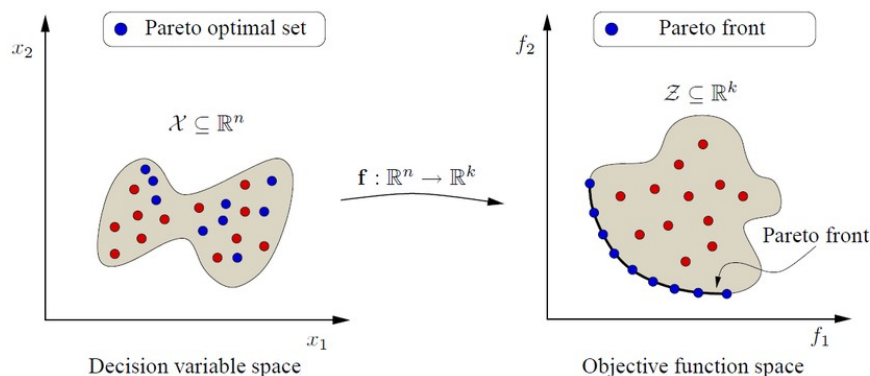 Pareto optimal set
Pareto front
x₂
f₂
𝒳 ⊆ ℝⁿ
𝒵 ⊆ ℝᵏ
f : ℝⁿ → ℝᵏ
Pareto front
x₁
f₁
Decision variable space
Objective function space